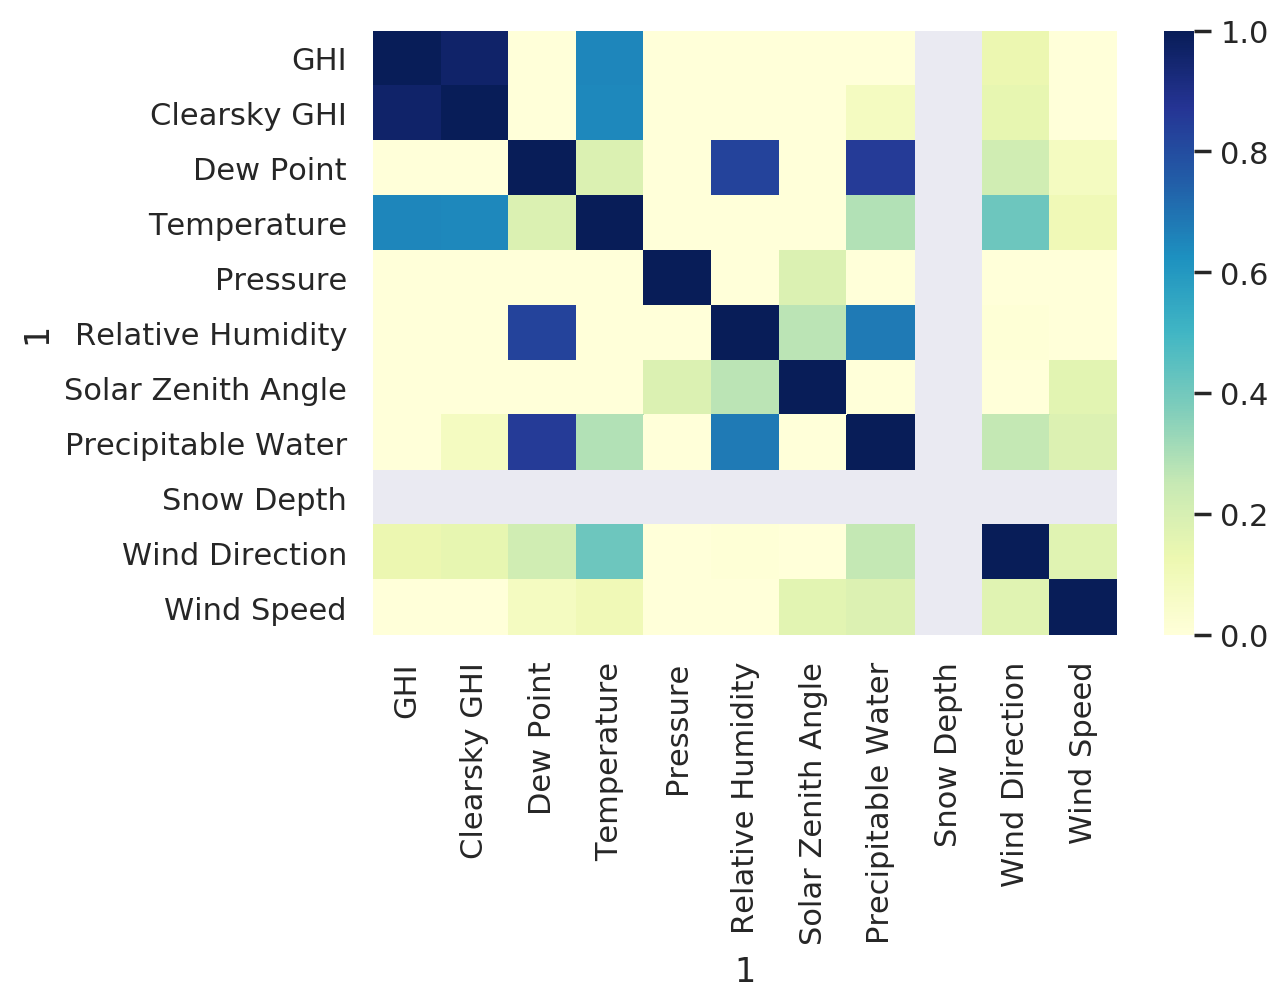 GHI
Clearsky GHI
Dew Point
Temperature
Pressure
Relative Humidity
Solar Zenith Angle
Precipitable Water
Snow Depth
Wind Direction
Wind Speed
1
GHI
Clearsky GHI
Dew Point
Temperature
Pressure
Relative Humidity
Solar Zenith Angle
Precipitable Water
Snow Depth
Wind Direction
Wind Speed
1
1.0
0.8
0.6
0.4
0.2
0.0